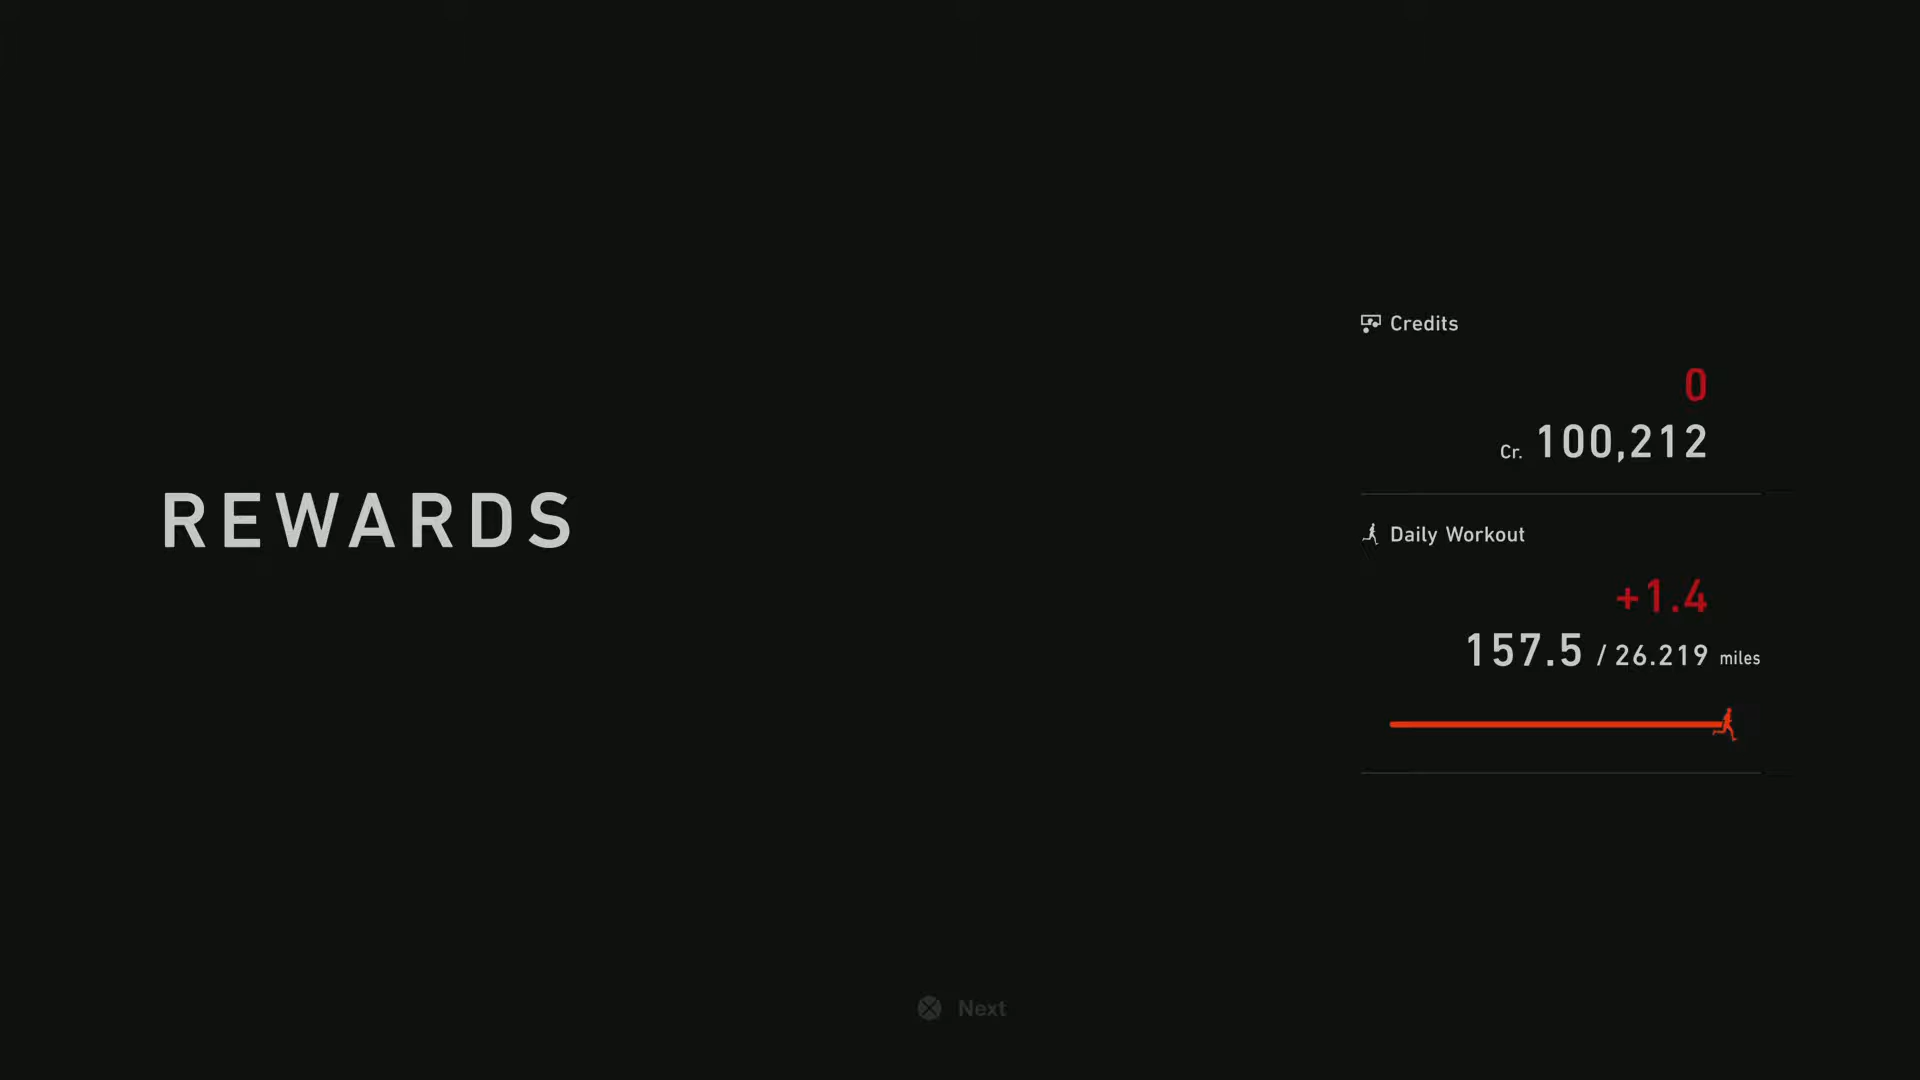 REWARDS
Credits
0
Cr. 100,212
Daily Workout
+1.4
157.5 / 26.219 miles
Next